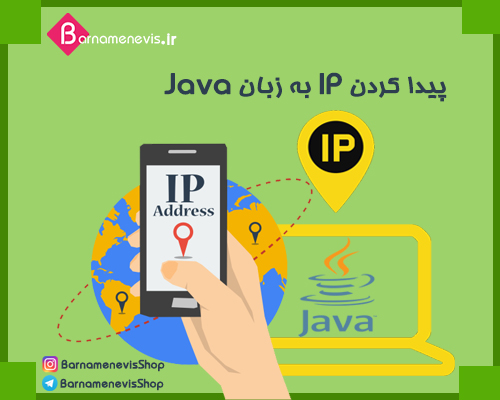 Barnamenevis.Ir
پیدا کردن IP به زبان Java
IP
IP
Address
Java
BarnamenevisShop
BarnamenevisShop